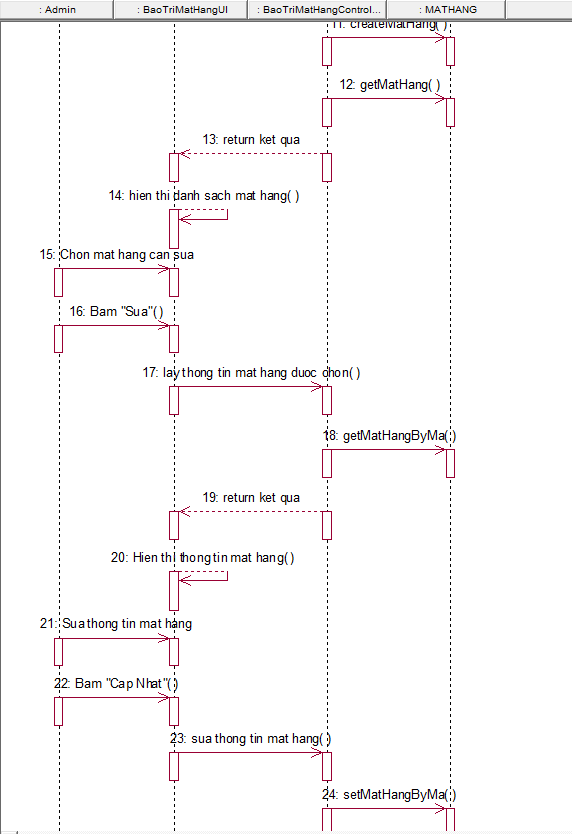 : Admin
: BaoTriMatHangUI
: BaoTriMatHangControl...
: MATHANG
11: createMatHang( )
12: getMatHang( )
13: return ket qua
14: hien thi danh sach mat hang( )
15: Chon mat hang can sua
16: Bam "Sua"( )
17: lay thong tin mat hang duoc chon( )
18: getMatHangByMa( )
19: return ket qua
20: Hien thi thong tin mat hang( )
21: Sua thong tin mat hang
22: Bam "Cap Nhat"( )
23: sua thong tin mat hang( )
24: setMatHangByMa( )